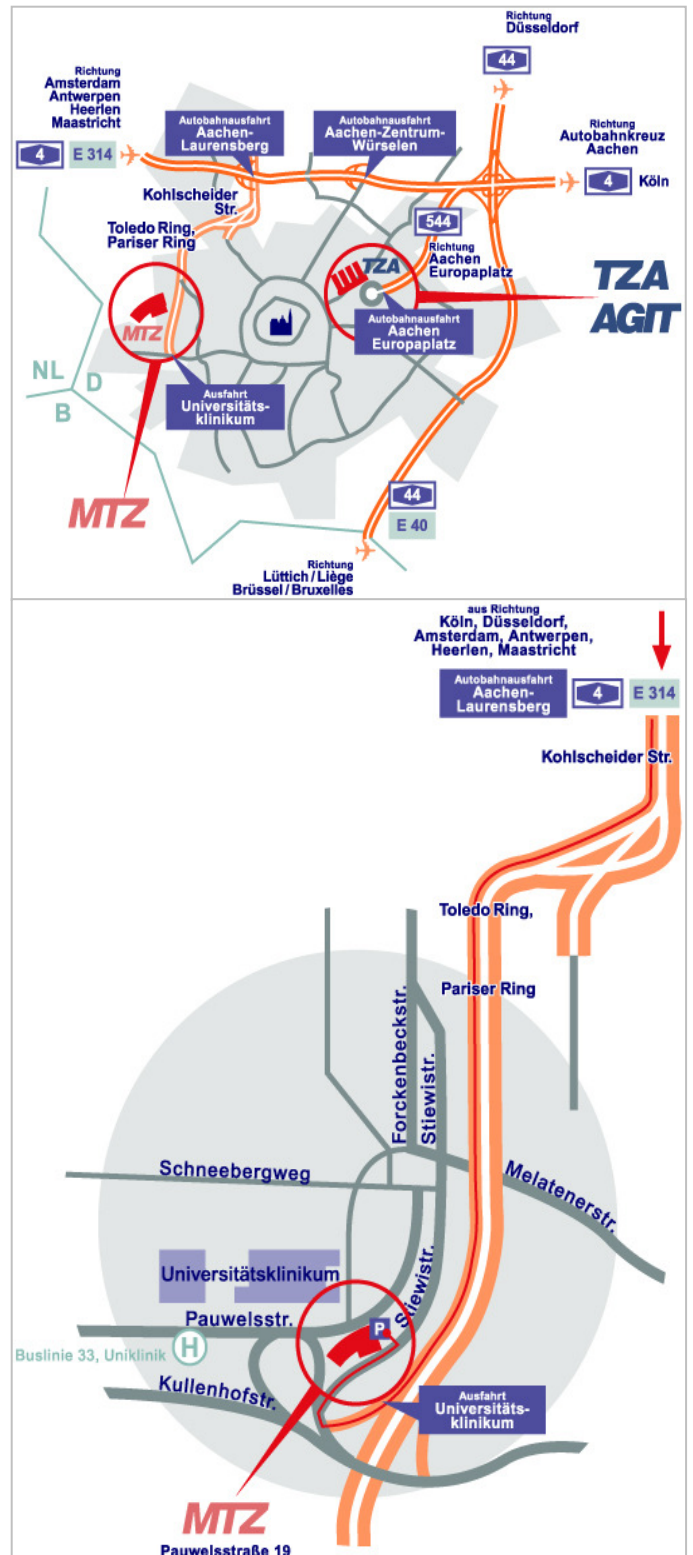 Richtung
Düsseldorf
44
Richtung
Amsterdam
Antwerpen
Heerlen
Maastricht
4
E 314
Autobahnausfahrt
Aachen-
Laurensberg
Autobahnausfahrt
Aachen-Zentrum-
Würselen
Richtung
Autobahnkreuz
Aachen
4
Köln
Kohlscheider
Str.
Toledo Ring,
Pariser Ring
544
Richtung
Aachen
Europaplatz
TZA
TZA
AGIT
MTZ
Autobahnausfahrt
Aachen
Europaplatz
NL
D
B
Ausfahrt
Universitäts-
klinikum
MTZ
44
E 40
Richtung
Lüttich / Liège
Brüssel / Bruxelles
aus Richtung
Köln, Düsseldorf,
Amsterdam, Antwerpen,
Heerlen, Maastricht
Autobahnausfahrt
Aachen-
Laurensberg
4
E 314
Kohlscheider Str.
Toledo Ring,
Pariser Ring
Forckenbeckstr.
Stiewistr.
Schneebergweg
Melatenerstr.
Universitätsklinikum
Stiewistr.
Pauwelsstr.
P
Buslinie 33, Uniklinik
H
Kullenhofstr.
Ausfahrt
Universitäts-
klinikum
MTZ
Pauwelsstraße 19